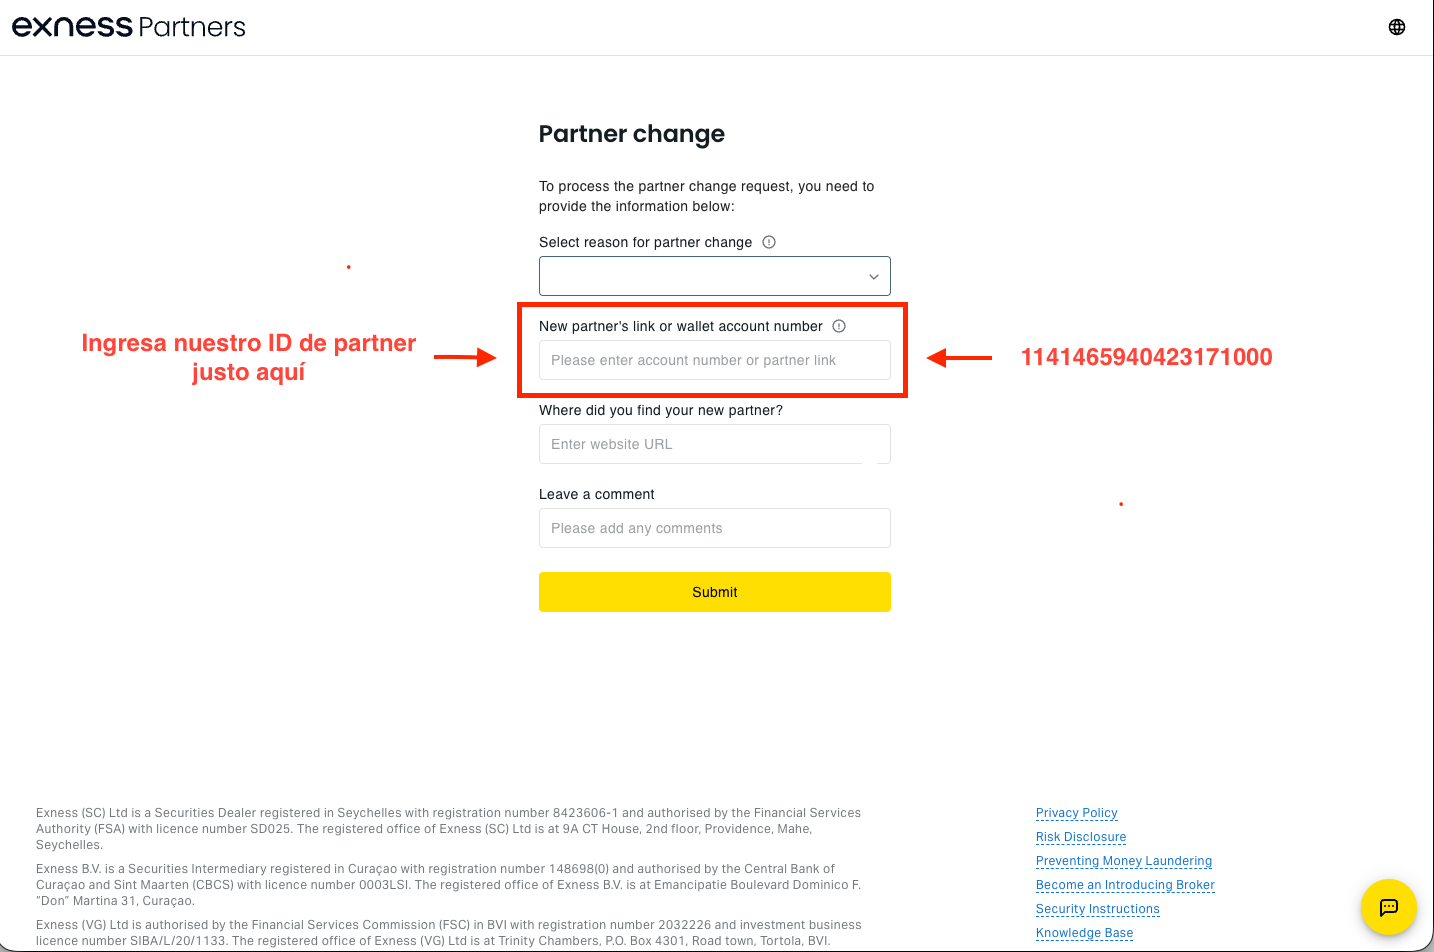 exness Partners
Partner change
To process the partner change request, you need to
provide the information below:
Select reason for partner change
New partner's link or wallet account number
Please enter account number or partner link
Ingresa nuestro ID de partner
justo aquí
1141465940423171000
Where did you find your new partner?
Enter website URL
Leave a comment
Please add any comments
Submit
Exness (SC) Ltd is a Securities Dealer registered in Seychelles with registration number 8423606-1 and authorised by the Financial Services
Authority (FSA) with licence number SD025. The registered office of Exness (SC) Ltd is at 9A CT House, 2nd floor, Providence, Mahe,
Seychelles.
Exness B.V. is a Securities Intermediary registered in Curaçao with registration number 148698(0) and authorised by the Central Bank of
Curaçao and Sint Maarten (CBCS) with licence number 0003LSI. The registered office of Exness B.V. is at Emancipatie Boulevard Dominico F.
“Don” Martina 31, Curaçao.
Exness (VG) Ltd is authorised by the Financial Services Commission (FSC) in BVI with registration number 2032226 and investment business
licence number SIBA/L/20/1133. The registered office of Exness (VG) Ltd is at Trinity Chambers, P.O. Box 4301, Road town, Tortola, BVI.
Privacy Policy
Risk Disclosure
Preventing Money Laundering
Become an Introducing Broker
Security Instructions
Knowledge Base